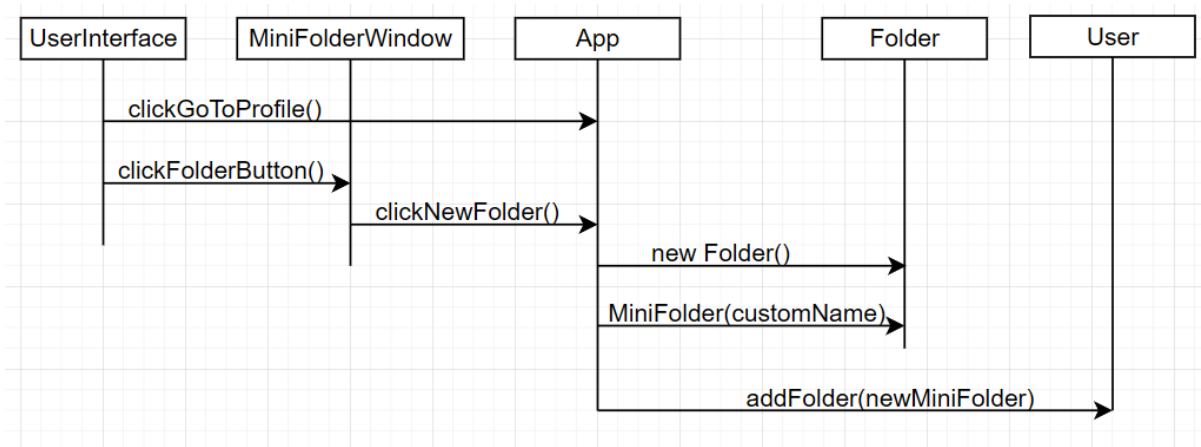 UserInterface
MiniFolderWindow
App
Folder
User
clickGoToProfile()
clickFolderButton()
clickNewFolder()
new Folder()
MiniFolder(customName)
addFolder(newMiniFolder)